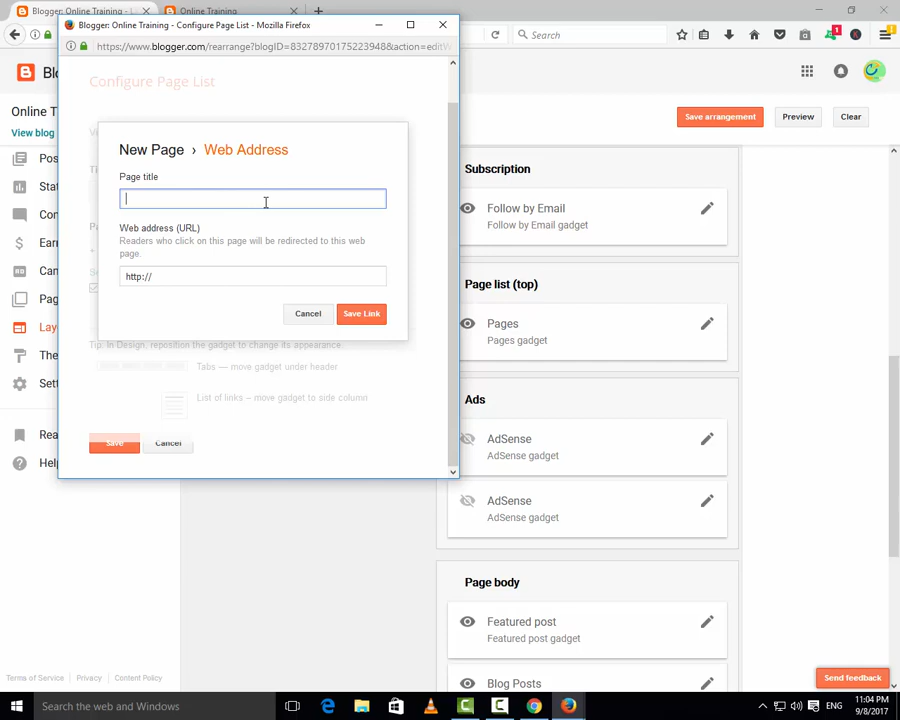 Blogger: Online Training - L
Online Training
Blogger: Online Training - Configure Page List - Mozilla Firefox
https://www.blogger.com/rearrange?blogID=8327897017522394 8&action=editW
Search
1
Configure Page List
Online T
View blog
Save arrangement
Preview
Clear
Pos
Stat
Con
Earr
Can
Pag
Lay
The
Sett
Rea
Help
New Page › Web Address
Page title
Web address (URL)
Readers who click on this page will be redirected to this web
page.
http://
Cancel
Save Link
Tip: In Design, reposition the gadget to change its appearance.
Tabs — move gadget under header
List of links – move gadget to side column
Save
Cancel
Subscription
Follow by Email
Follow by Email gadget
Page list (top)
Pages
Pages gadget
Ads
AdSense
AdSense gadget
AdSense
AdSense gadget
Page body
Featured post
Featured post gadget
Blog Posts
Terms of Service
Privacy
Content Policy
Send feedback
Search the web and Windows
ENG
11:04 PM
9/8/2017